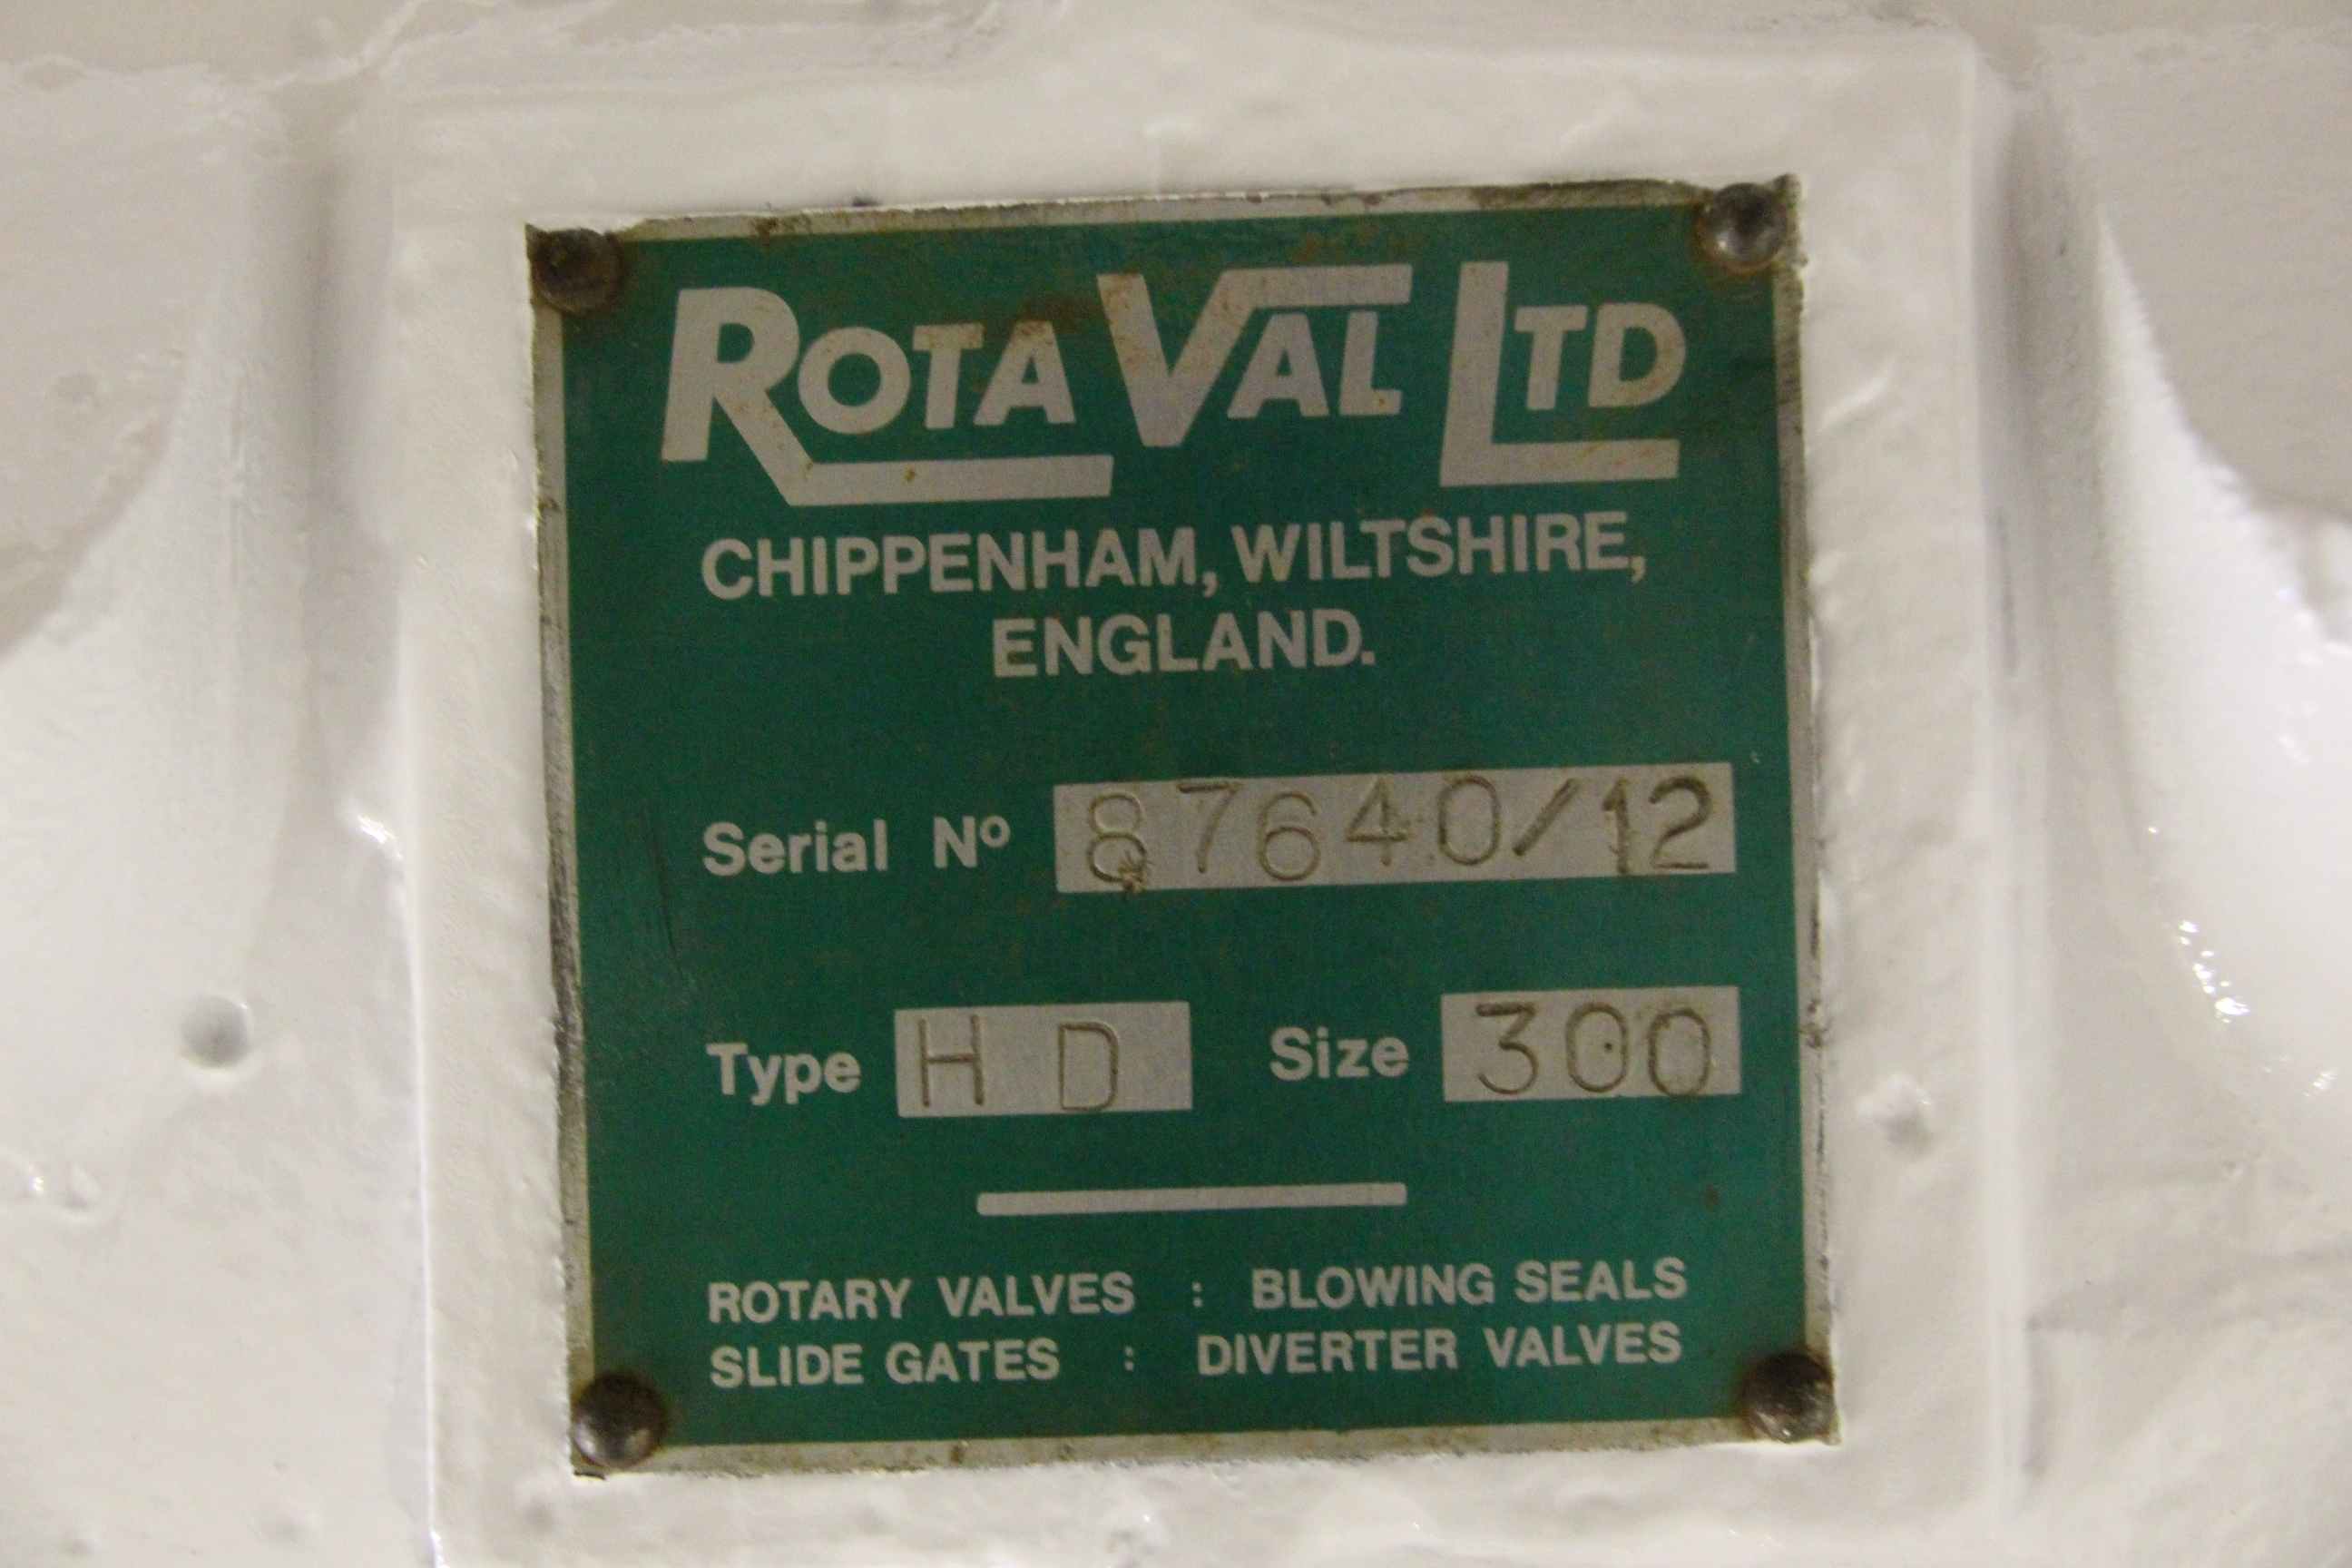 ROTA VAL LTD
CHIPPENHAM, WILTSHIRE,
ENGLAND.
Serial Nº 87640/12
Type HD Size 300
ROTARY VALVES : BLOWING SEALS
SLIDE GATES : DIVERTER VALVES